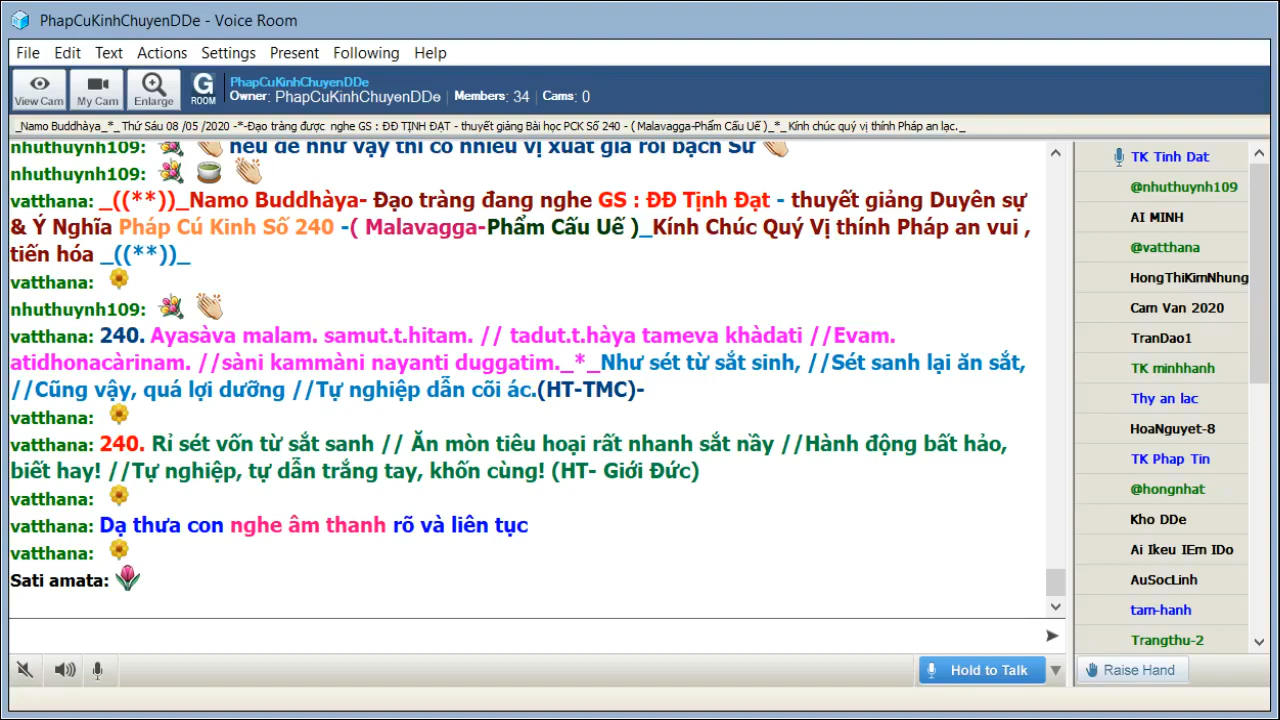 PhapCuKinhChuyenDDe - Voice Room
File Edit Text Actions Settings Present Following Help
View Cam My Cam Enlarge G ROOM
PhapCuKinhChuyenDDe
Owner: PhapCuKinhChuyenDDe Members: 34 Cams: 0
_Namo Buddhàya_*_ Thứ Sáu 08 /05 /2020 -*-Đạo tràng được nghe GS : ĐĐ TỊNH ĐẠT - thuyết giảng Bài học PCK Số 240 - ( Malavagga-Phẩm Cấu Uế )_*_ Kính chúc quý vị thính Pháp an lạc._
nhuthuynh109: nếu dễ như vậy thì có nhiều vị xuất gia rồi bạch Sư
nhuthuynh109:
vatthana: _((**))_Namo Buddhàya- Đạo tràng đang nghe GS : ĐĐ Tịnh Đạt - thuyết giảng Duyên sự
& Ý Nghĩa Pháp Cú Kinh Số 240 -( Malavagga-Phẩm Cấu Uế )_Kính Chúc Quý Vị thính Pháp an vui ,
tiến hóa _((**))_
vatthana:
nhuthuynh109:
vatthana: 240. Ayasàva malam. samut.t.hitam. // tadut.t.hàya tameva khàdati //Evam.
atidhonacàrinam. //sàni kammàni nayanti duggatim._*_Như sét từ sắt sinh, //Sét sanh lại ăn sắt,
//Cũng vậy, quá lợi dưỡng //Tự nghiệp dẫn cõi ác.(HT-TMC)-
vatthana:
vatthana: 240. Rỉ sét vốn từ sắt sanh // Ăn mòn tiêu hoại rất nhanh sắt nầy //Hành động bất hảo,
biết hay! //Tự nghiệp, tự dẫn trắng tay, khốn cùng! (HT- Giới Đức)
vatthana:
vatthana: Dạ thưa con nghe âm thanh rõ và liên tục
vatthana:
Sati amata:
Hold to Talk
TK Tinh Dat
@nhuthuynh109
AI MINH
@vatthana
HongThiKimNhung
Cam Van 2020
TranDao1
TK minhhanh
Thy an lac
HoaNguyet-8
TK Phap Tin
@hongnhat
Kho DDe
Ai Ikeu IEm IDo
AuSocLinh
tam-hanh
Trangthu-2
Raise Hand